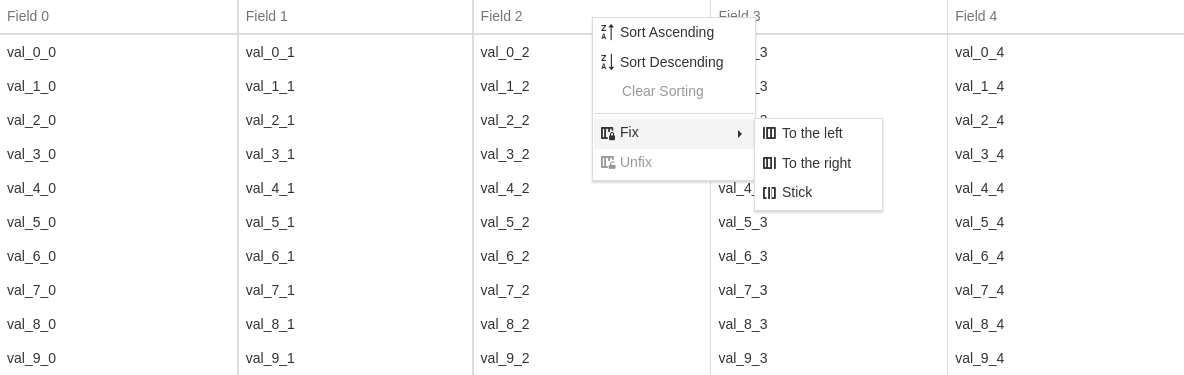 Field 0 Field 1 Field 2 Field 3 Field 4
val_0_0 val_0_1 val_0_2 _3 val_0_4
val_1_0 val_1_1 val_1_2 _3 val_1_4
val_2_0 val_2_1 val_2_2 val_2_4
val_3_0 val_3_1 val_3_2 val_3_4
val_4_0 val_4_1 val_4_2 val_4_ val_4_4
val_5_0 val_5_1 val_5_2 val_5_3 val_5_4
val_6_0 val_6_1 val_6_2 val_6_3 val_6_4
val_7_0 val_7_1 val_7_2 val_7_3 val_7_4
val_8_0 val_8_1 val_8_2 val_8_3 val_8_4
val_9_0 val_9_1 val_9_2 val_9_3 val_9_4
Sort Ascending
Sort Descending
Clear Sorting
Fix
Unfix
To the left
To the right
Stick